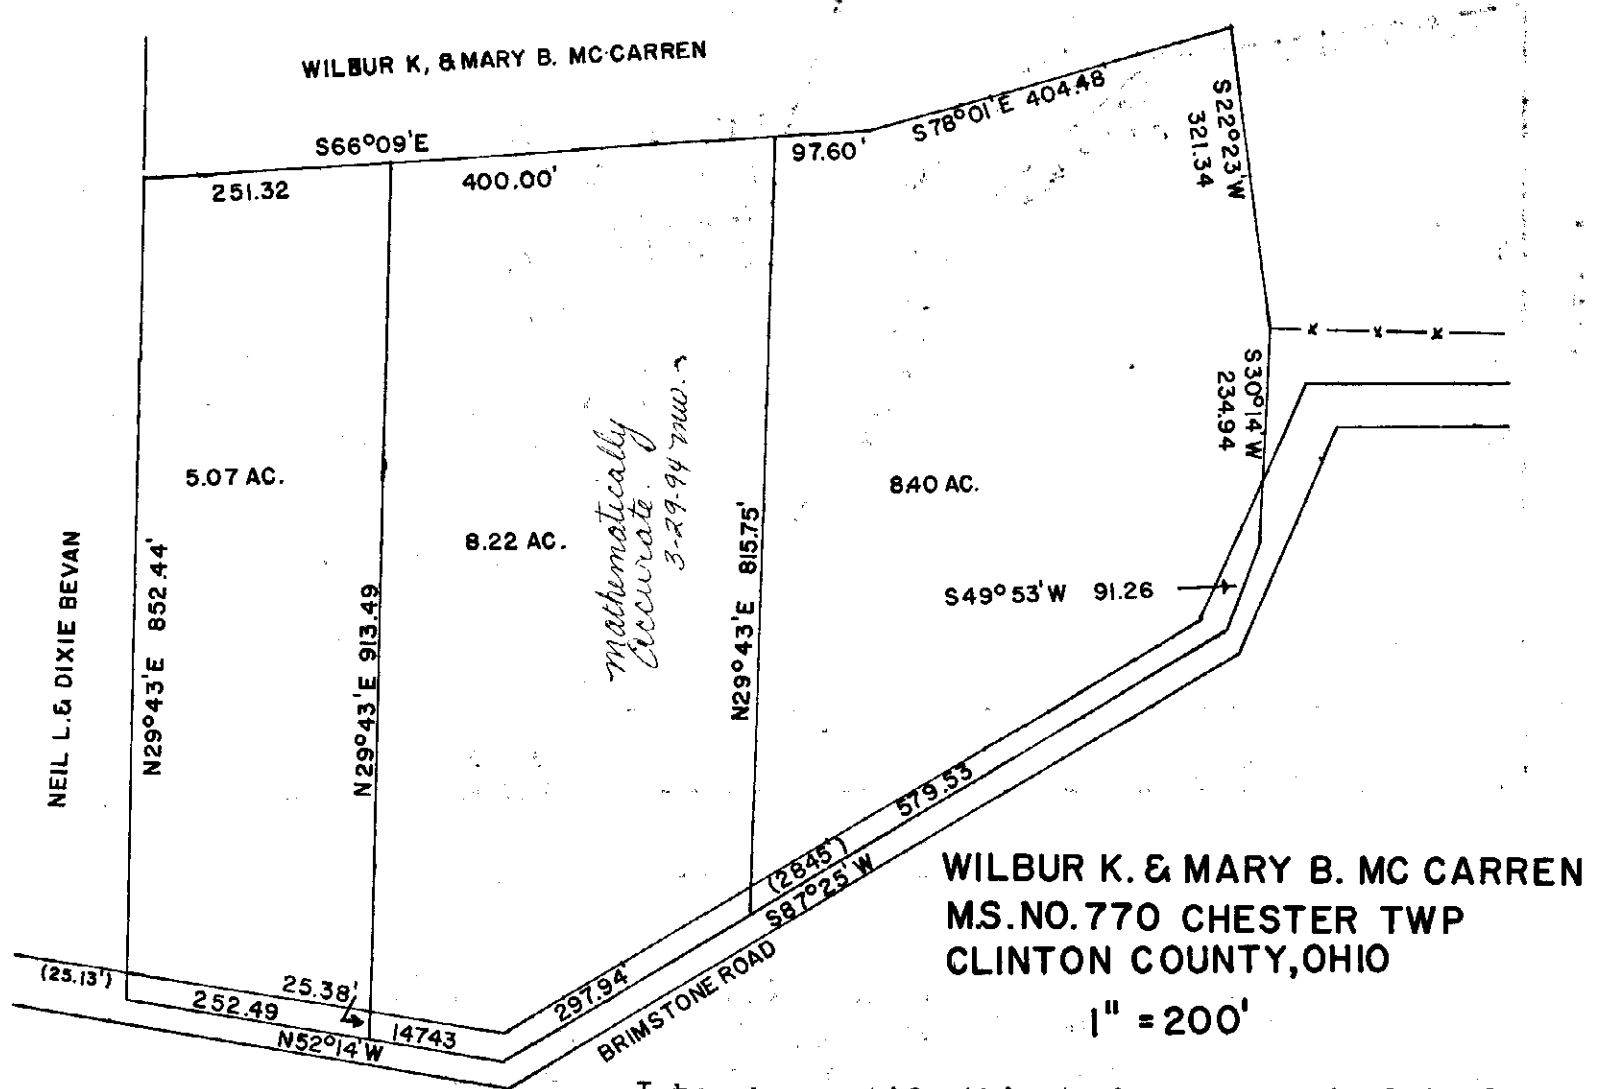 WILBUR K, & MARY B. MC CARREN
S66°09'E
251.32
400.00'
97.60'
S78°01'E 404.48'
S22°23'W
321.34
S30°14'W
234.94
5.07 AC.
8.22 AC.
8.40 AC.
mathematically
accurate.
3-29-94
NEIL L. & DIXIE BEVAN
N29°43'E 852.44'
N29°43'E 913.49
N29°43'E 815.75'
S49°53'W 91.26
579.53
(28.45')
S87°25'W
297.94'
BRIMSTONE ROAD
(25.13')
25.38'
252.49
147.43
N52°14'W
WILBUR K. & MARY B. MC CARREN
M.S. NO. 770 CHESTER TWP
CLINTON COUNTY, OHIO
1" = 200'